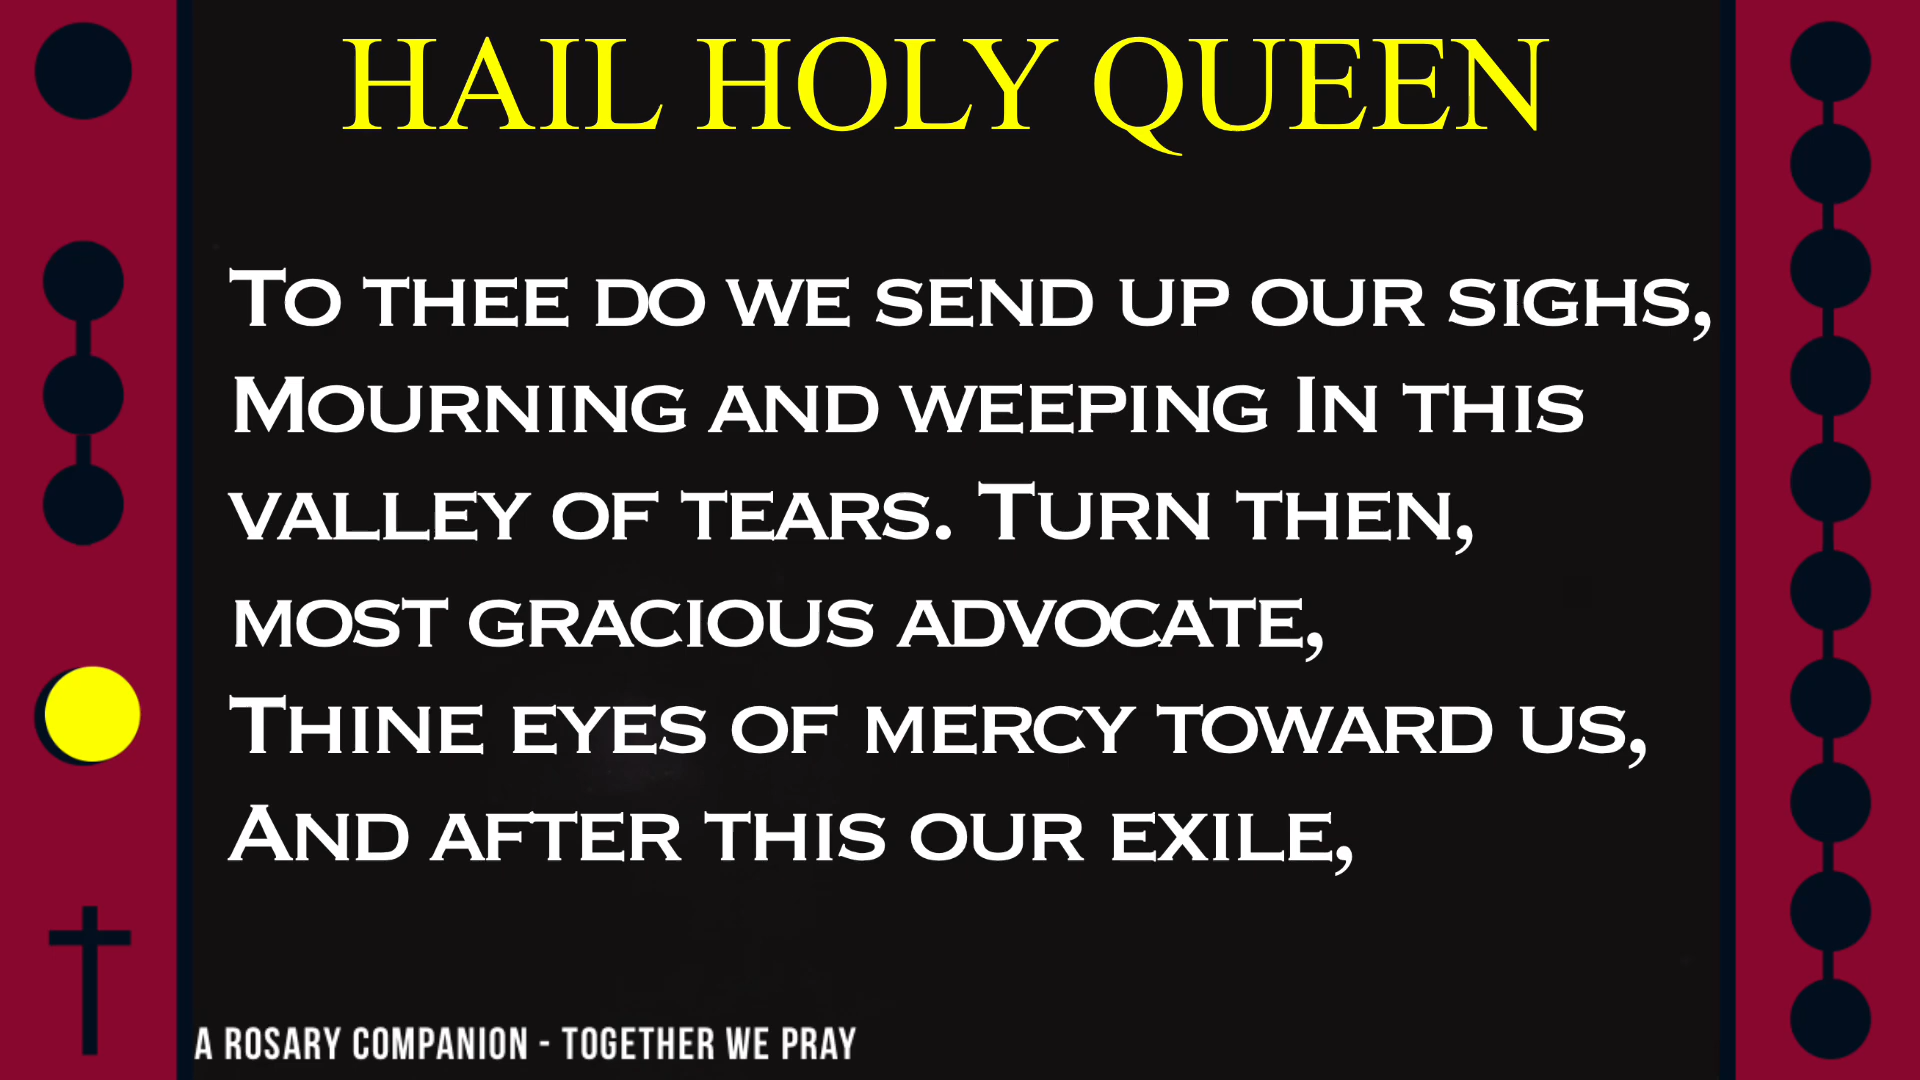 HAIL HOLY QUEEN
To thee do we send up our sighs,
Mourning and weeping In this
valley of tears. Turn then,
most gracious advocate,
Thine eyes of mercy toward us,
And after this our exile,
A ROSARY COMPANION - TOGETHER WE PRAY